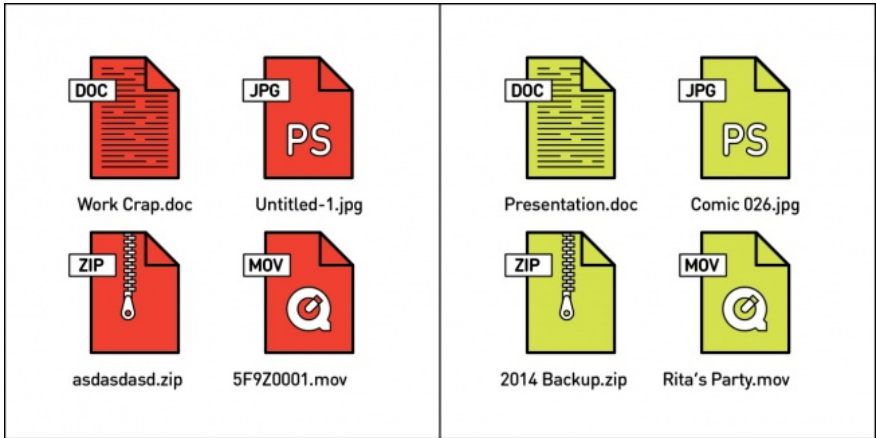 DOC
JPG
PS
Work Crap.doc
Untitled-1.jpg
ZIP
MOV
asdasdasd.zip
5F9Z0001.mov
DOC
JPG
PS
Presentation.doc
Comic 026.jpg
ZIP
MOV
2014 Backup.zip
Rita's Party.mov